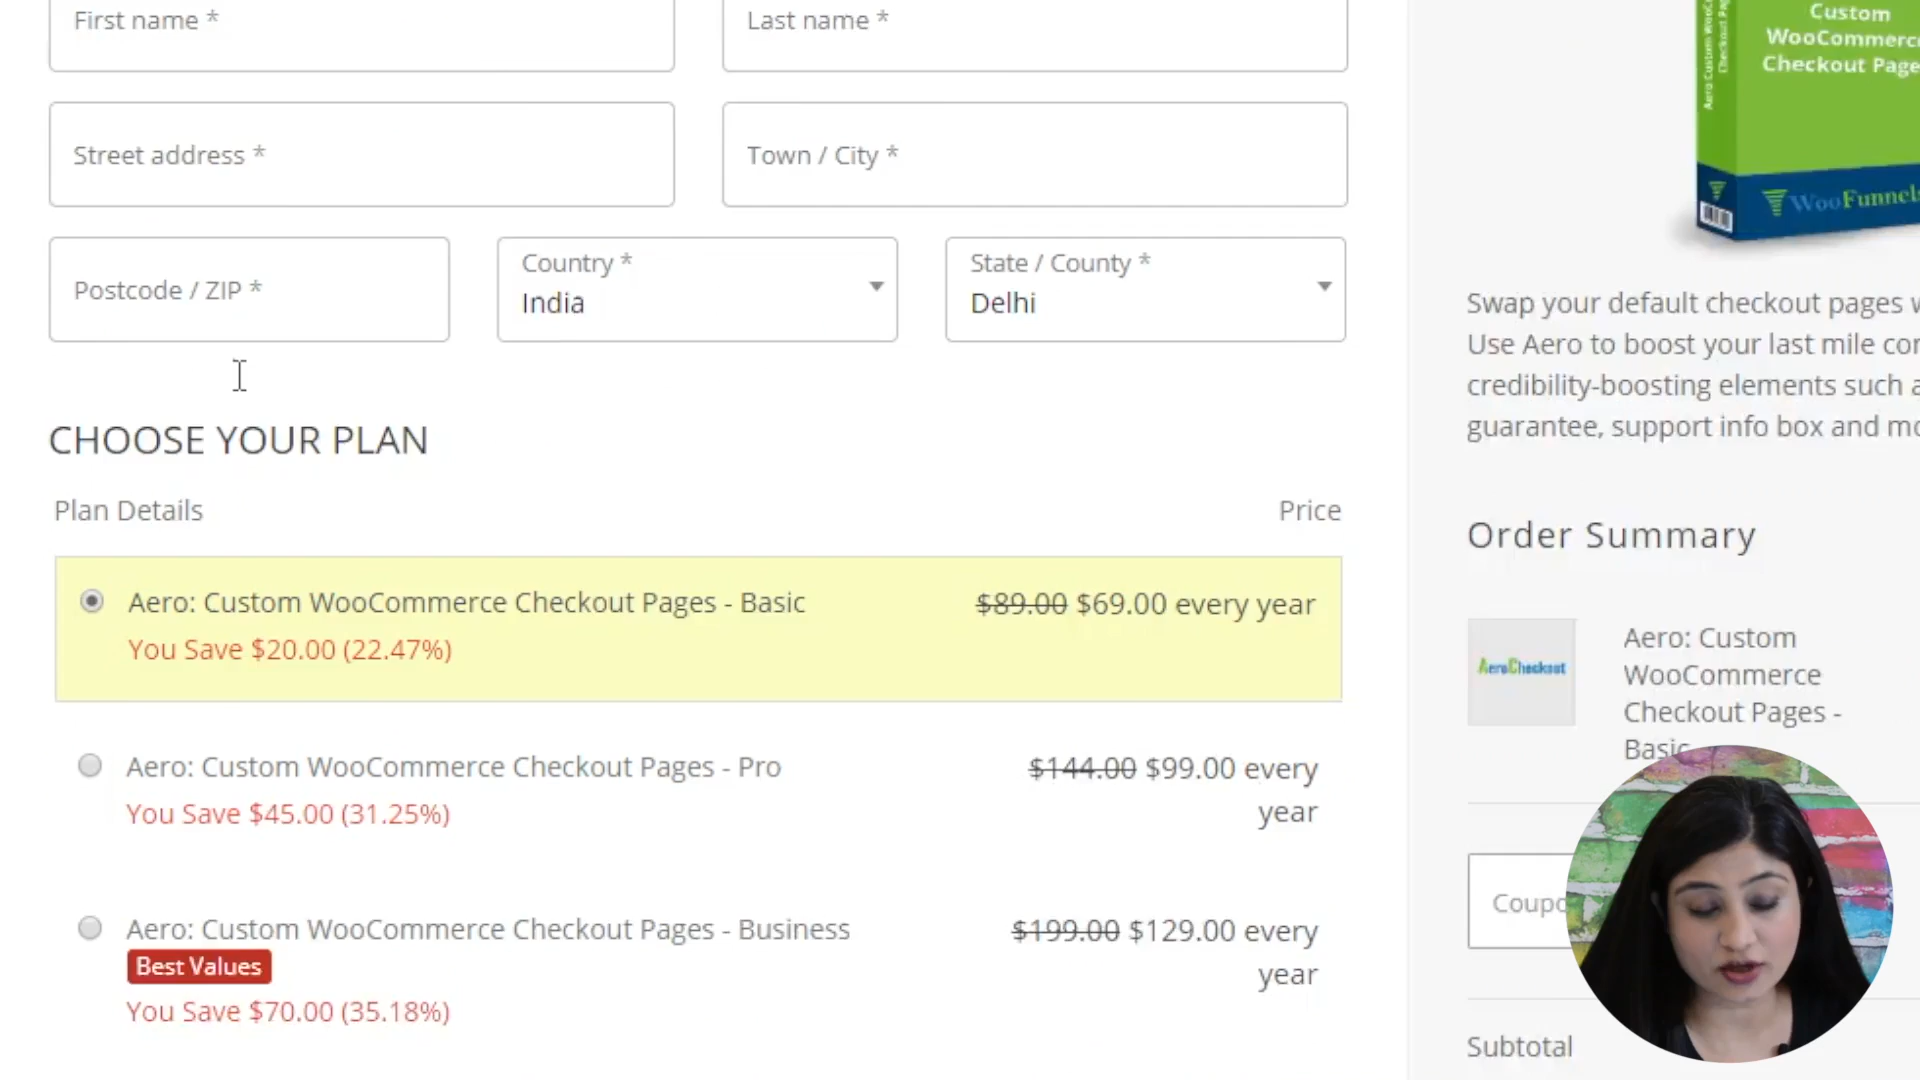 First name *
Last name *
Street address *
Town / City *
Postcode / ZIP *
Country *
India
State / County *
Delhi
CHOOSE YOUR PLAN
Plan Details
Price
Aero: Custom WooCommerce Checkout Pages - Basic
$89.00 $69.00 every year
You Save $20.00 (22.47%)
Aero: Custom WooCommerce Checkout Pages - Pro
$144.00 $99.00 every
year
You Save $45.00 (31.25%)
Aero: Custom WooCommerce Checkout Pages - Business
$199.00 $129.00 every
year
Best Values
You Save $70.00 (35.18%)
Custom
WooCommerce
Checkout Page
WooFunnels
Swap your default checkout pages
Use Aero to boost your last mile
credibility-boosting elements such
guarantee, support info box and
Order Summary
AeroCheckout
Aero: Custom
WooCommerce
Checkout Pages -
Basic
Coupo
Subtotal